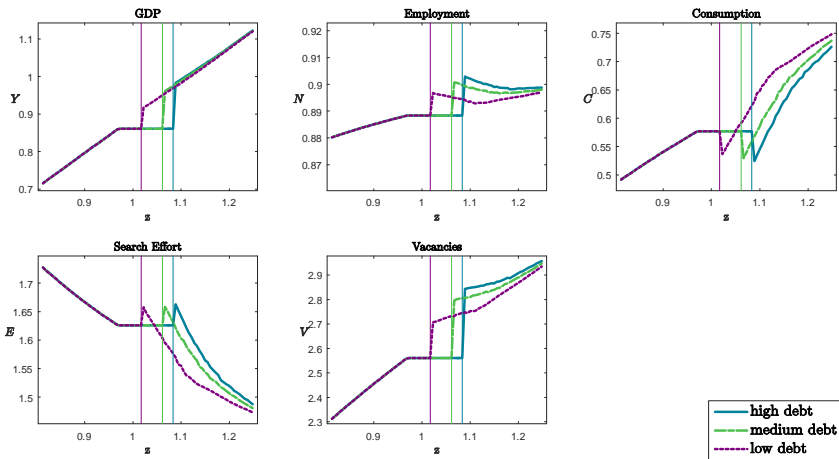 GDP
Y
1.1
1
0.9
0.8
0.7
0.9
1
1.1
1.2
z
Employment
N
0.92
0.91
0.9
0.89
0.88
0.87
0.9
1
1.1
1.2
z
Consumption
C
0.75
0.7
0.65
0.6
0.55
0.5
0.9
1
1.1
1.2
z
Search Effort
E
1.7
1.65
1.6
1.55
1.5
0.9
1
1.1
1.2
z
Vacancies
V
2.9
2.8
2.7
2.6
2.5
2.4
2.3
0.9
1
1.1
1.2
z
high debt
medium debt
low debt